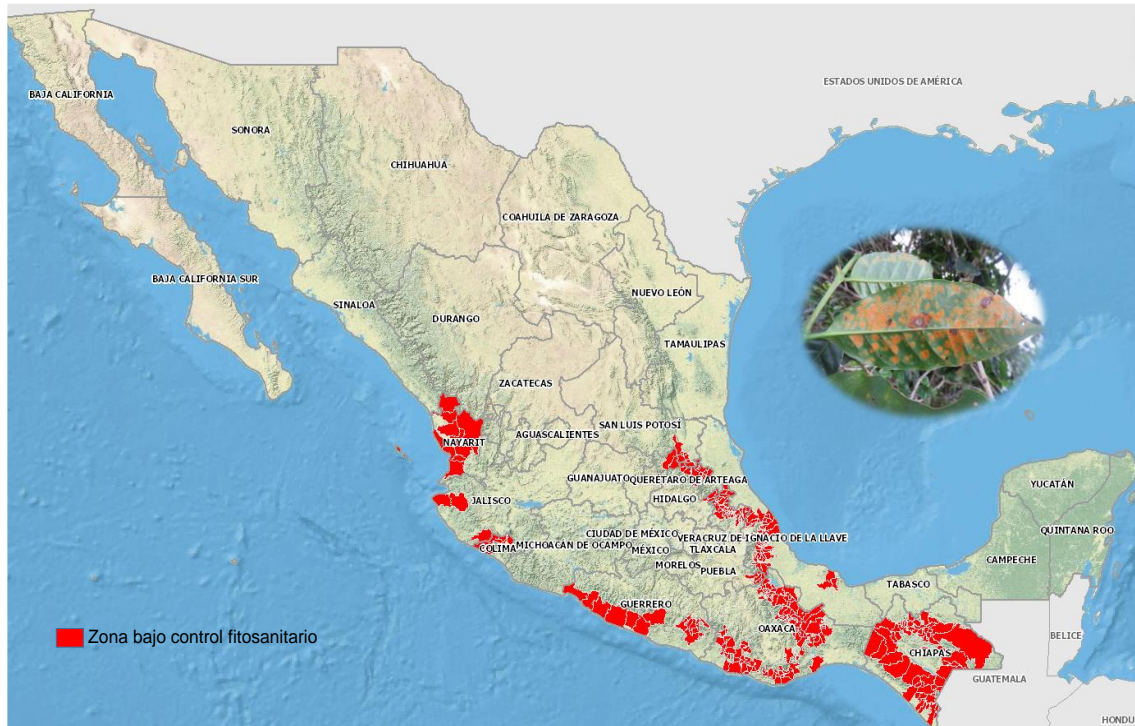 ESTADOS UNIDOS DE AMÉRICA
BAJA CALIFORNIA
SONORA
CHIHUAHUA
COAHUILA DE ZARAGOZA
BAJA CALIFORNIA SUR
NUEVO LEÓN
SINALOA
DURANGO
TAMAULIPAS
ZACATECAS
SAN LUIS POTOSÍ
AGUASCALIENTES
NAYARIT
GUANAJUATO
QUERÉTARO DE ARTEAGA
YUCATÁN
HIDALGO
JALISCO
QUINTANA ROO
CIUDAD DE MÉXICO
VERACRUZ DE IGNACIO DE LA LLAVE
COLIMA
MICHOACÁN DE OCAMPO
MÉXICO
TLAXCALA
CAMPECHE
MORELOS
PUEBLA
TABASCO
GUERRERO
OAXACA
Zona bajo control fitosanitario
BELICE
CHIAPAS
GUATEMALA
HONDU